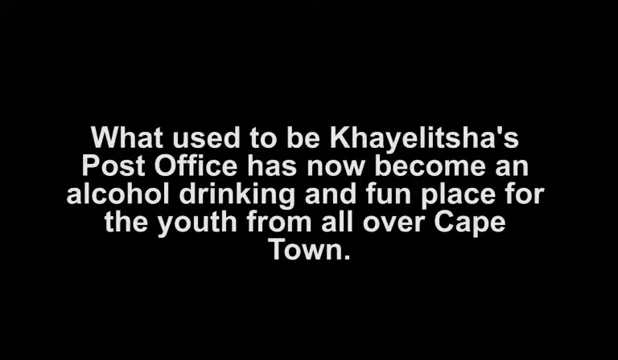 What used to be Khayelitsha's
Post Office has now become an
alcohol drinking and fun place for
the youth from all over Cape
Town.